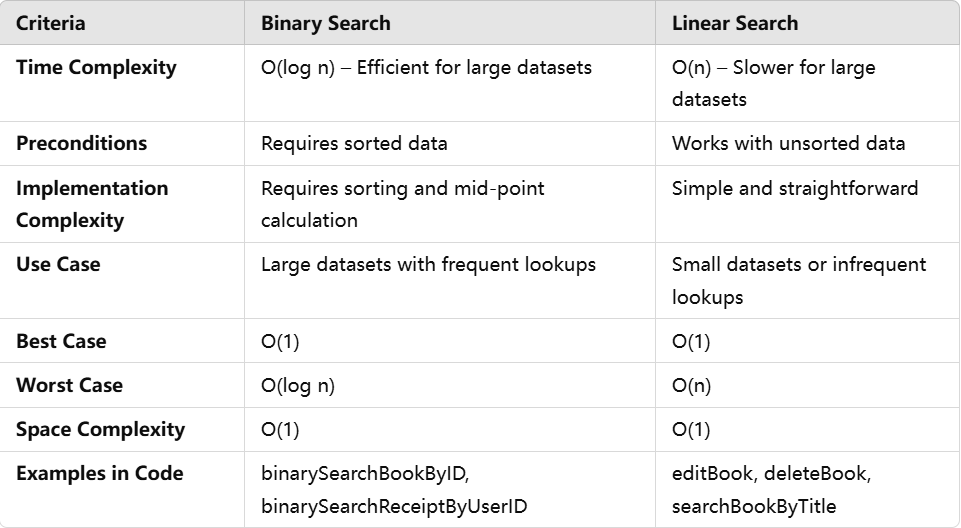 Criteria Binary Search Linear Search
Time Complexity O(log n) – Efficient for large datasets O(n) – Slower for large
datasets
Preconditions Requires sorted data Works with unsorted data
Implementation Requires sorting and mid-point Simple and straightforward
Complexity calculation
Use Case Large datasets with frequent lookups Small datasets or infrequent
lookups
Best Case O(1) O(1)
Worst Case O(log n) O(n)
Space Complexity O(1) O(1)
Examples in Code binarySearchBookByID, editBook, deleteBook,
binarySearchReceiptByUserID searchBookByTitle